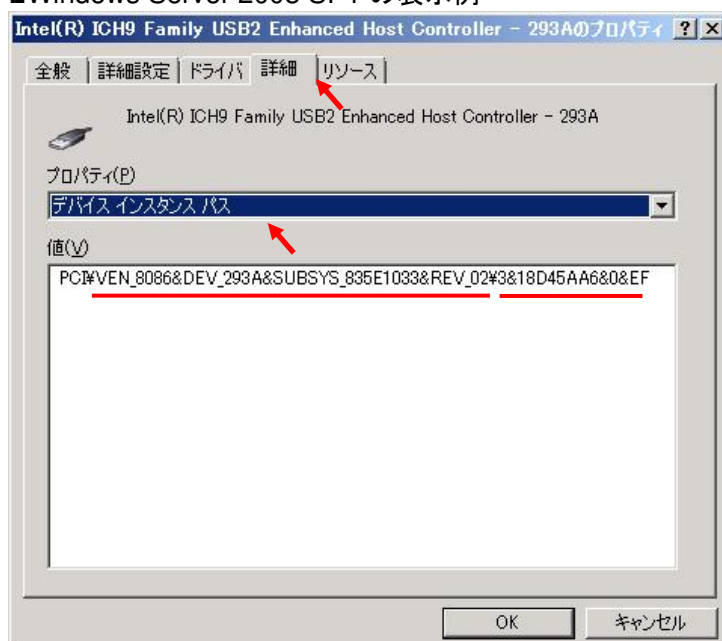 Intel(R) ICH9 Family USB2 Enhanced Host Controller - 293Aのプロパティ ? ×
全般 詳細設定 ドライバ 詳細 リソース
Intel(R) ICH9 Family USB2 Enhanced Host Controller - 293A
プロパティ(P)
デバイス インスタンス パス
値(V)
PCI¥VEN_8086&DEV_293A&SUBSYS_835E1033&REV_02¥3&18D45AA6&0&EF
OK キャンセル